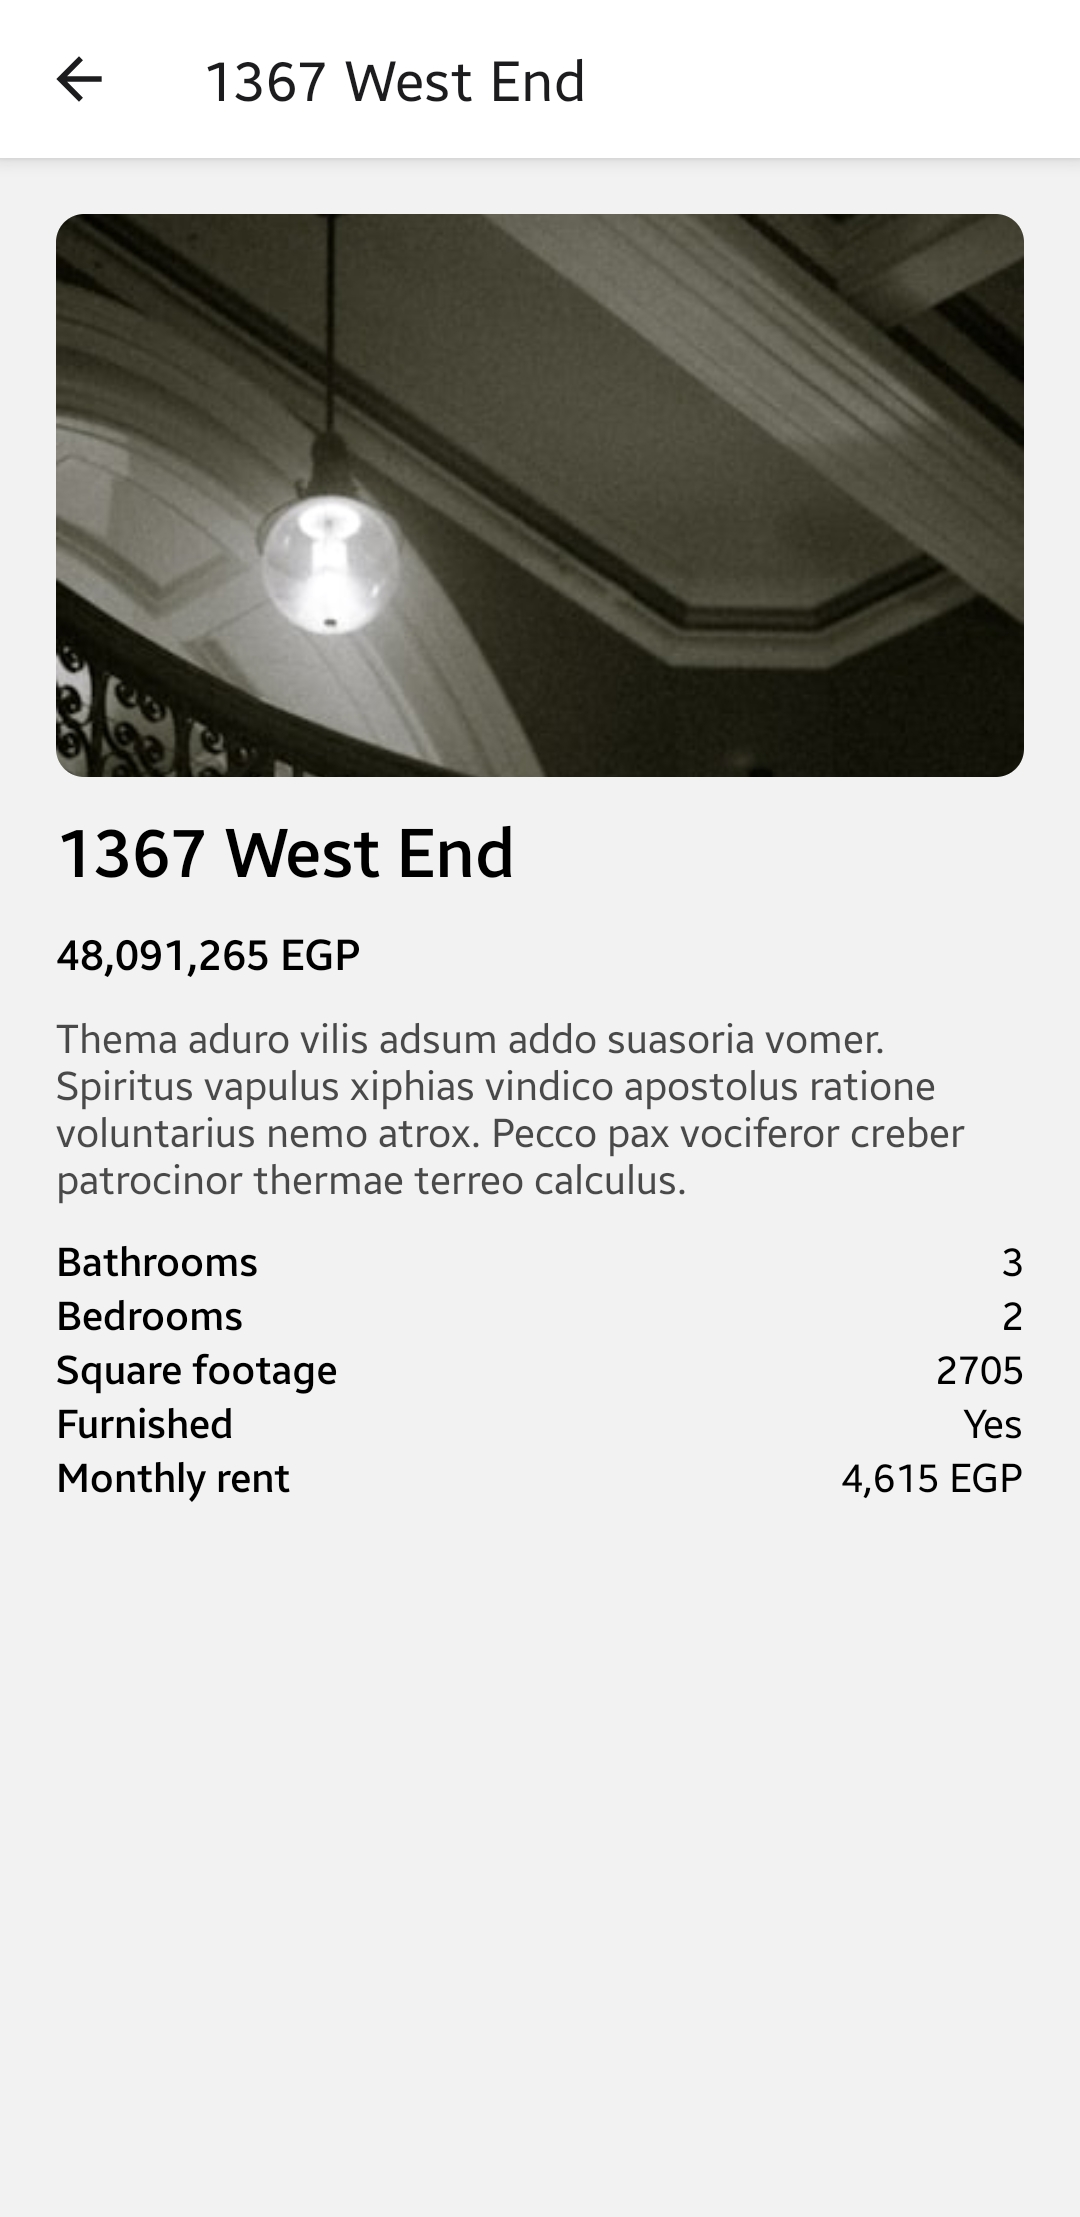 1367 West End
1367 West End
48,091,265 EGP
Thema aduro vilis adsum addo suasoria vomer.
Spiritus vapulus xiphias vindico apostolus ratione
voluntarius nemo atrox. Pecco pax vociferor creber
patrocinor thermae terreo calculus.
Bathrooms 3
Bedrooms 2
Square footage 2705
Furnished Yes
Monthly rent 4,615 EGP